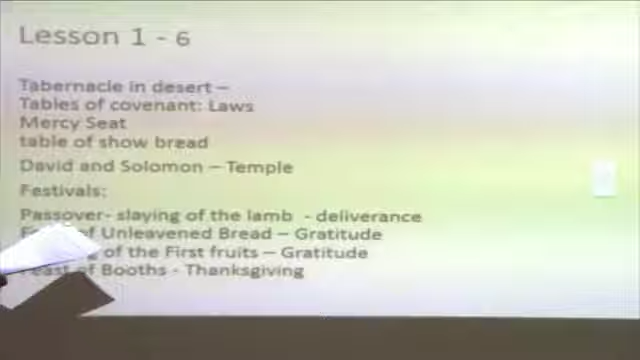 Lesson 1 - 6
Tabernacle in desert –
Tables of covenant: Laws
Mercy Seat
table of show bread
David and Solomon – Temple
Festivals:
Passover- slaying of the lamb - deliverance
of Unleavened Bread – Gratitude
of the First fruits – Gratitude
Feast of Booths - Thanksgiving